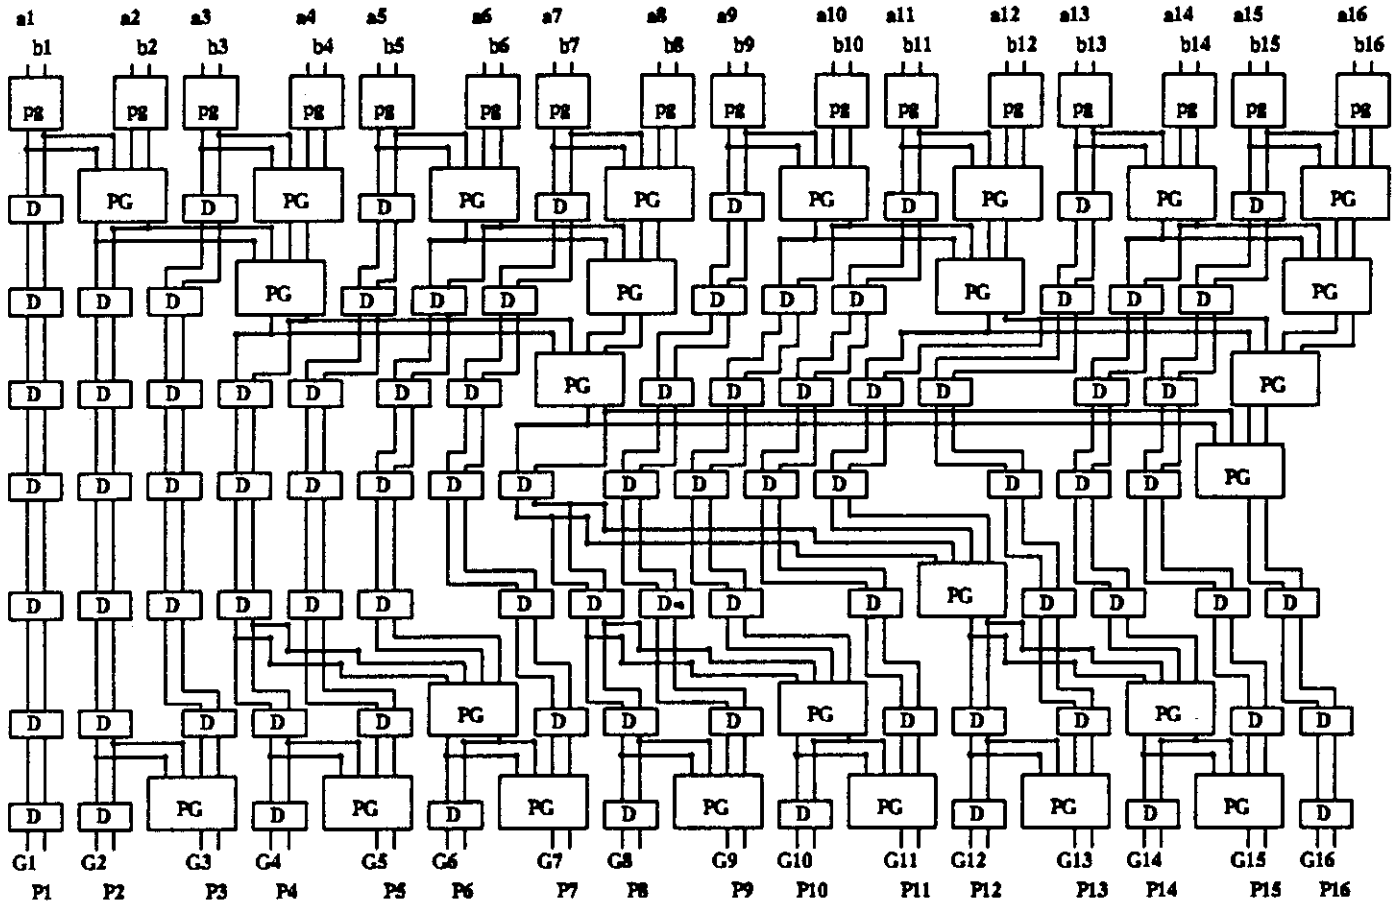 a1 a2 a3 a4 a5 a6 a7 a8 a9 a10 a11 a12 a13 a14 a15 a16
b1 b2 b3 b4 b5 b6 b7 b8 b9 b10 b11 b12 b13 b14 b15 b16
pg pg pg pg pg pg pg pg pg pg pg pg pg pg pg pg
D PG D PG D PG D PG D PG D PG D PG D PG
D D D PG D D D PG D D D PG D D D PG
D D D D D D D PG D D D D D D D PG
D D D D D D D D D D D D D D D PG
D D D D D D D D D D D PG D D D D
D D D D D PG D D D PG D D D PG D D
D D PG D PG D PG D PG D PG D PG D PG D
G1 G2 G3 G4 G5 G6 G7 G8 G9 G10 G11 G12 G13 G14 G15 G16
P1 P2 P3 P4 P5 P6 P7 P8 P9 P10 P11 P12 P13 P14 P15 P16